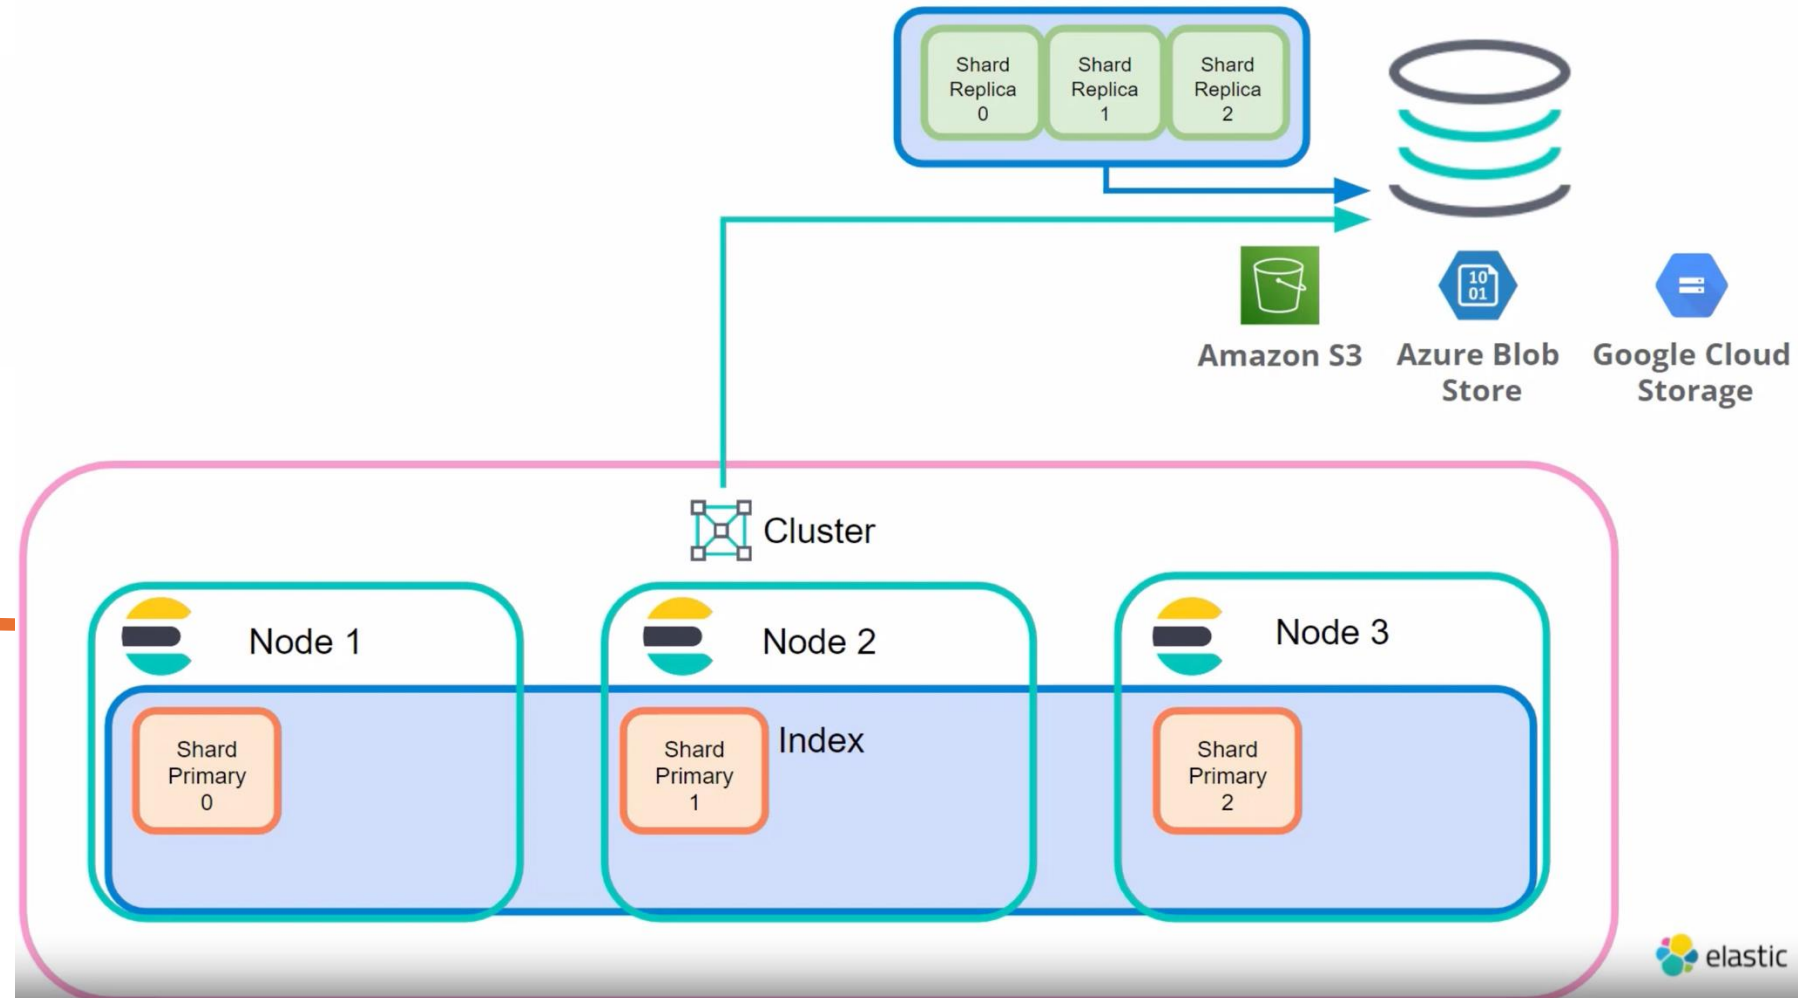 Shard
Replica
0
Shard
Replica
1
Shard
Replica
2
10
01
Amazon S3
Azure Blob
Store
Google Cloud
Storage
Cluster
Node 1
Node 2
Node 3
Index
Shard
Primary
0
Shard
Primary
1
Shard
Primary
2
elastic